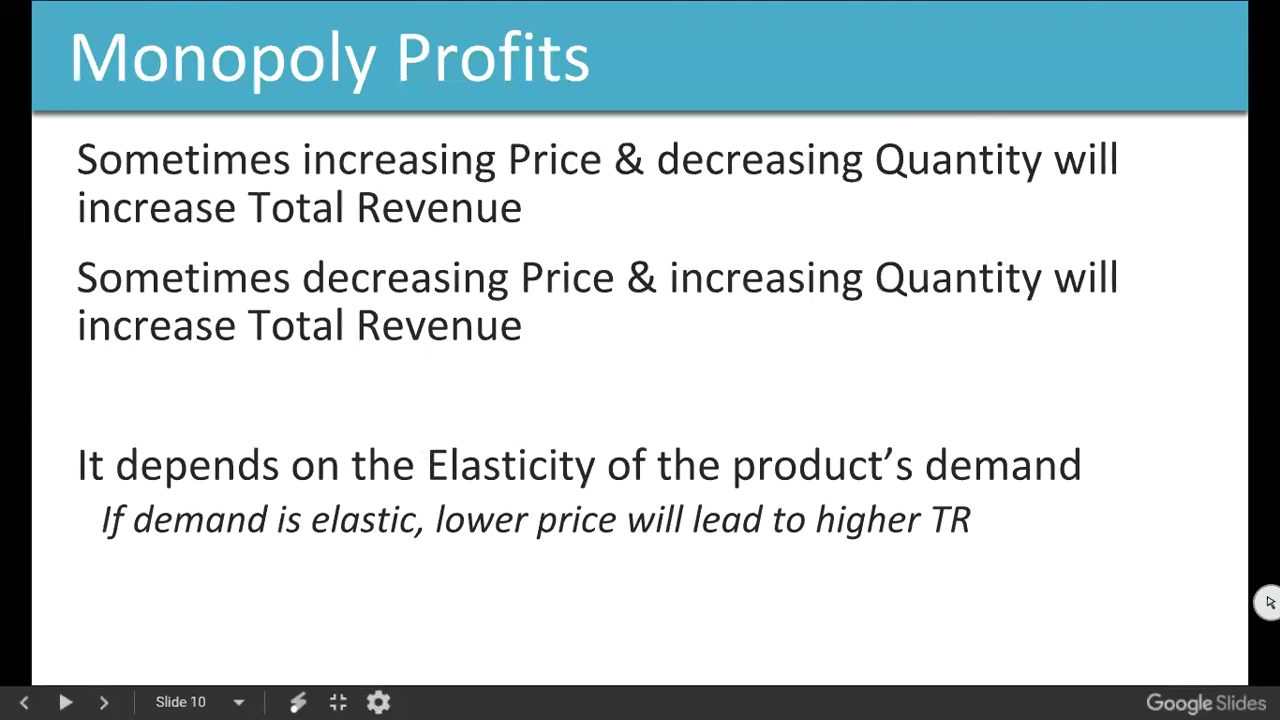 Monopoly Profits
Sometimes increasing Price & decreasing Quantity will
increase Total Revenue
Sometimes decreasing Price & increasing Quantity will
increase Total Revenue
It depends on the Elasticity of the product’s demand
If demand is elastic, lower price will lead to higher TR
Slide 10
Google Slides